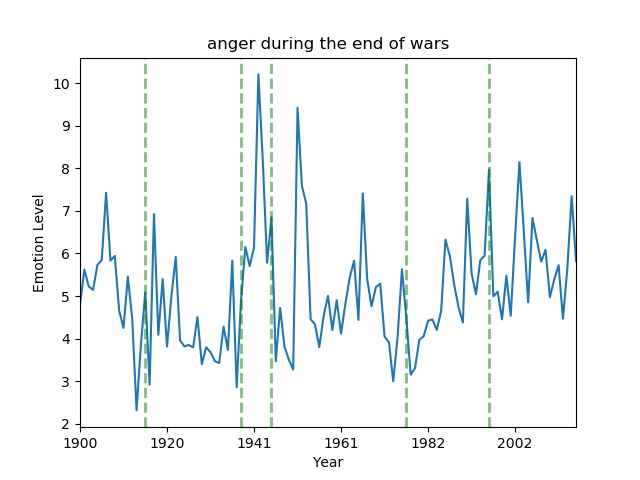 anger during the end of wars
Emotion Level
10
9
8
7
6
5
4
3
2
1900 1920 1941 1961 1982 2002
Year